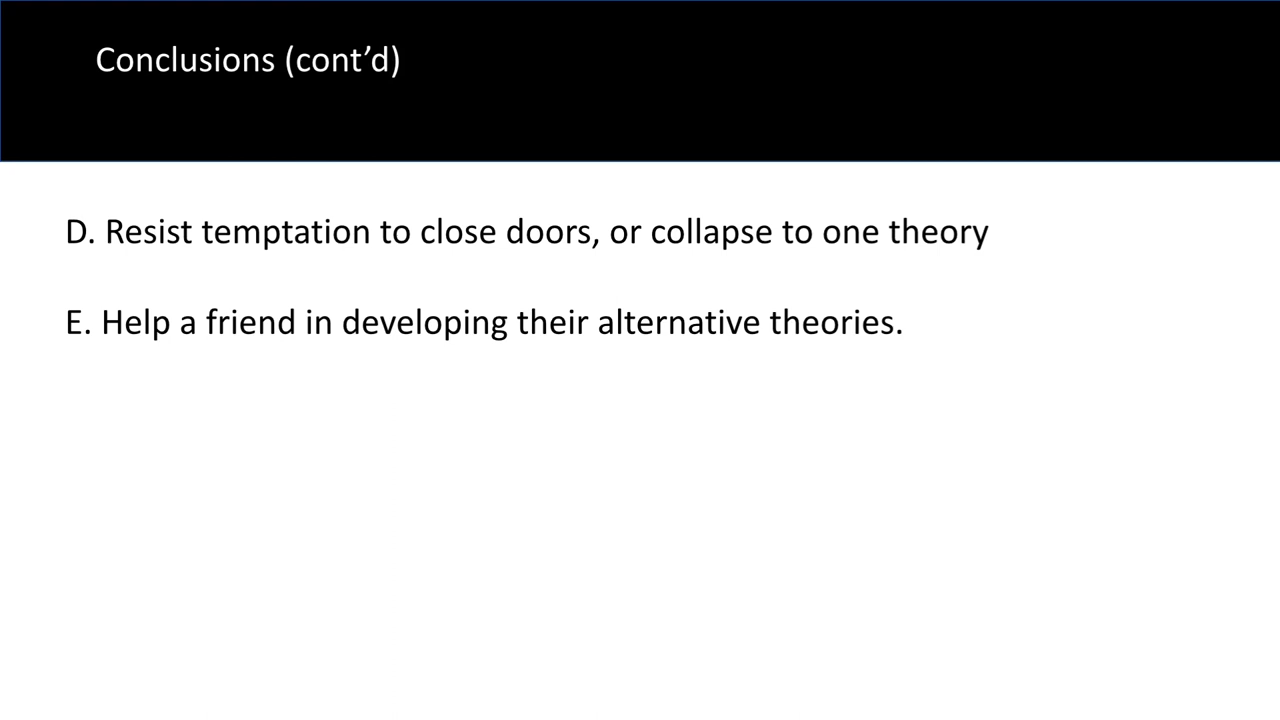 Conclusions (cont’d)
D. Resist temptation to close doors, or collapse to one theory
E. Help a friend in developing their alternative theories.